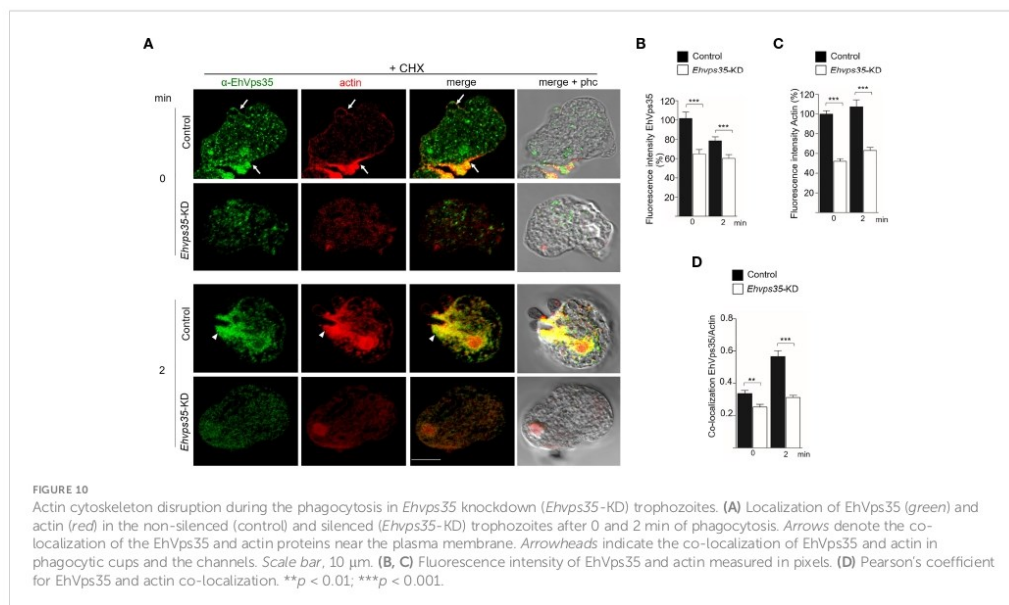 A
+ CHX
α-EhVps35 actin merge merge + phc
min
Control
0
Ehvps35-KD
Control
2
Ehvps35-KD
B
Control
Ehvps35-KD
Fluorescence intensity EhVps35
(%)
120
100
80
60
40
20
***
***
0 2 min
C
Control
Ehvps35-KD
Fluorescence intensity Actin (%)
120
100
80
60
40
20
***
***
0 2 min
D
Control
Ehvps35-KD
Co-localization EhVps35/Actin
0.8
0.6
0.4
0.2
**
***
0 2 min
FIGURE 10
Actin cytoskeleton disruption during the phagocytosis in Ehvps35 knockdown (Ehvps35-KD) trophozoites. (A) Localization of EhVps35 (green) and
actin (red) in the non-silenced (control) and silenced (Ehvps35-KD) trophozoites after 0 and 2 min of phagocytosis. Arrows denote the co-
localization of the EhVps35 and actin proteins near the plasma membrane. Arrowheads indicate the co-localization of EhVps35 and actin in
phagocytic cups and the channels. Scale bar, 10 μm. (B, C) Fluorescence intensity of EhVps35 and actin measured in pixels. (D) Pearson's coefficient
for EhVps35 and actin co-localization. **p < 0.01; ***p < 0.001.